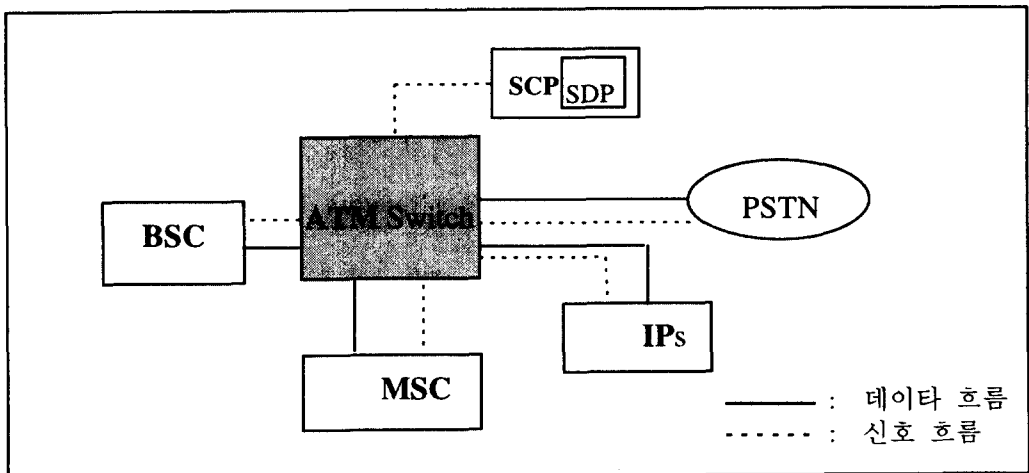 SCP SDP
ATM Switch
PSTN
BSC
IPs
MSC
———— : 데이타 흐름
------ : 신호 흐름